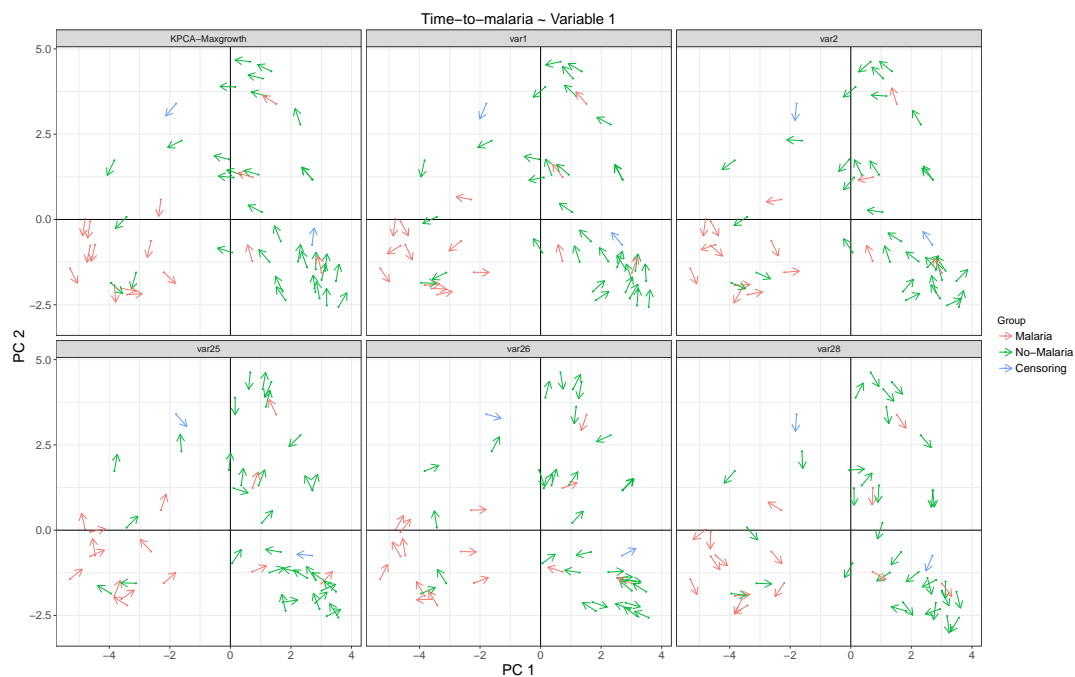 Time−to−malaria ~ Variable 1
KPCA−Maxgrowth var1 var2
5.0
2.5
0.0
−2.5
PC 2
var25 var26 var28
5.0
2.5
0.0
−2.5
−4 −2 0 2 4 −4 −2 0 2 4 −4 −2 0 2 4
PC 1
Group
Malaria
No−Malaria
Censoring